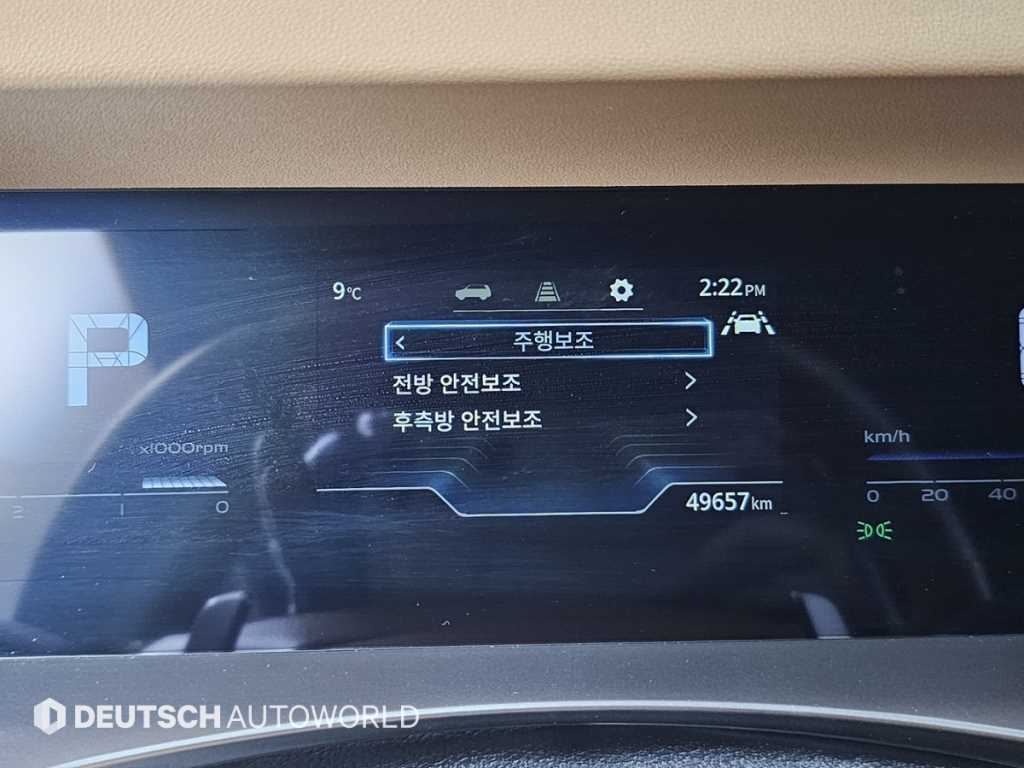 9℃
2:22PM
< 주행보조
P
전방 안전보조 >
후측방 안전보조 >
x1000rpm
km/h
2 1 0
49657km
0 20 40
DEUTSCH AUTOWORLD